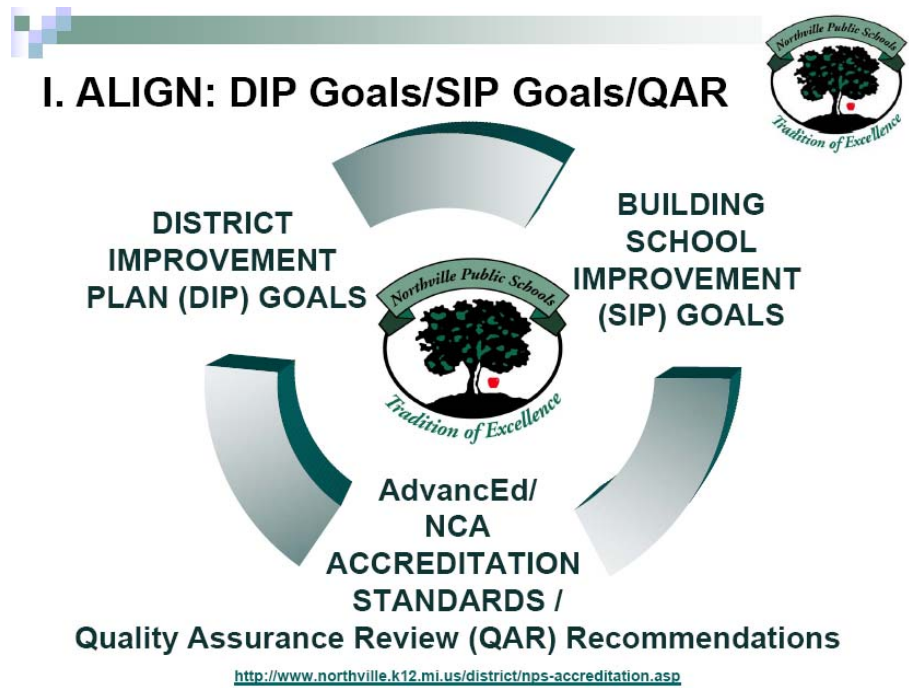 Northville Public Schools
Tradition of Excellence
I. ALIGN: DIP Goals/SIP Goals/QAR
DISTRICT
IMPROVEMENT
PLAN (DIP) GOALS
BUILDING
SCHOOL
IMPROVEMENT
(SIP) GOALS
Northville Public Schools
Tradition of Excellence
AdvancEd/
NCA
ACCREDITATION
STANDARDS /
Quality Assurance Review (QAR) Recommendations
http://www.northville.k12.mi.us/district/nps-accreditation.asp